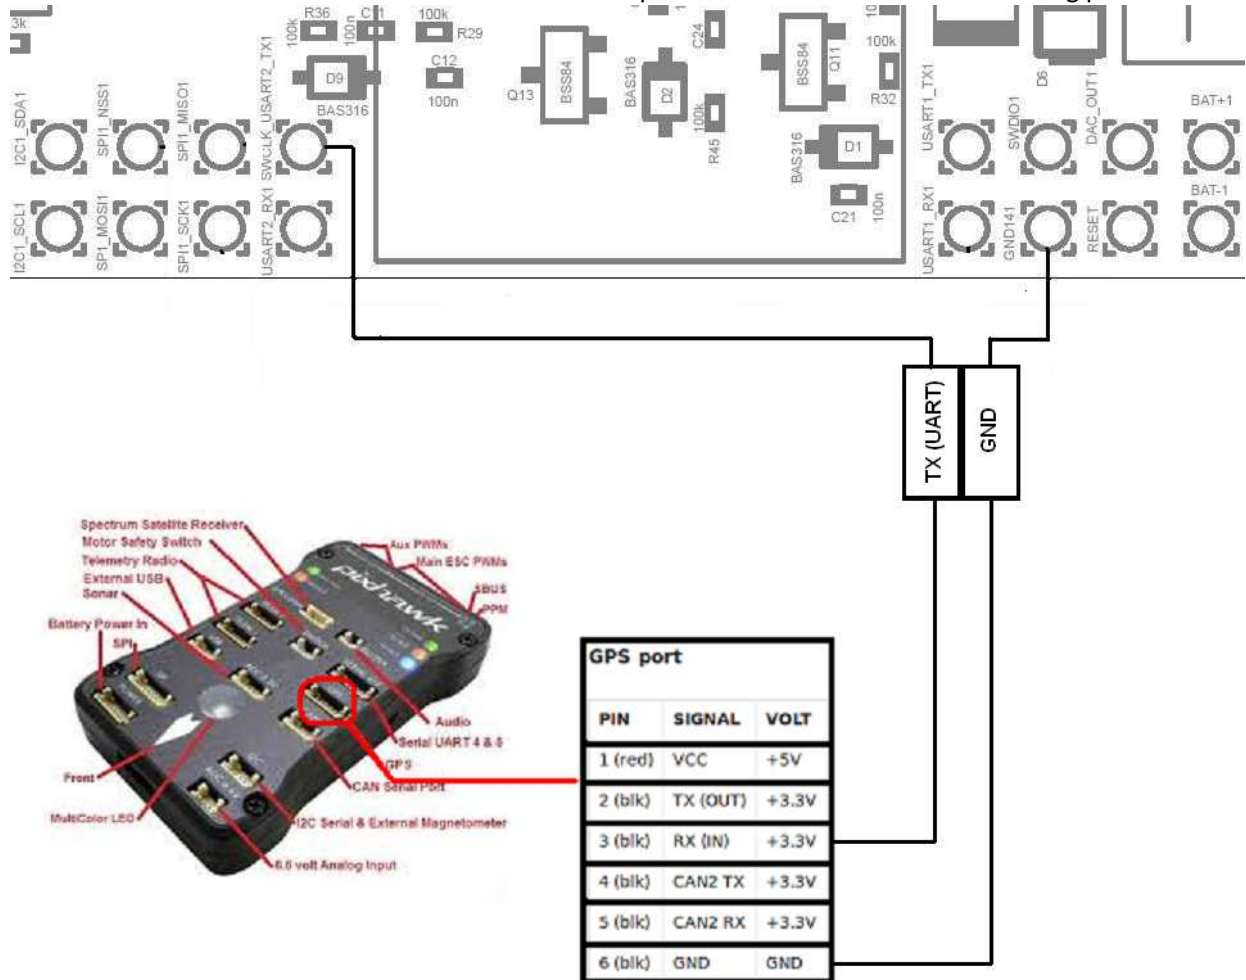 3k
R36
100k
100n
C11
100k
R29
C12
100n
D9
BAS316
Q13
BSS84
BAS316
D2
C24
100k
R45
BSS84
Q11
100k
R32
BAS316
D1
C21
100n
D6
I2C1_SDA1
SPI1_NSS1
SPI1_MISO1
SWcLK_USART2_TX1
USART1_TX1
SWDIO1
DAC_OUT1
BAT+1
I2C1_SCL1
SP1_MOSI1
SPI1_SCK1
USART2_RX1
USART1_RX1
GND141
RESET
BAT-1
TX (UART)
GND
Spectrum Satellite Receiver
Motor Safety Switch
Telemetry Radio
External USB
Sonar
Battery Power In
SPI
Aux PWMs
Main ESC PWMs
SBUS
PPM
pixhawk
Audio
Serial UART 4 & 5
GPS
CAN Serial Port
I2C Serial & External Magnetometer
6.6 volt Analog Input
Front
MultiColor LED
GPS port
PIN SIGNAL VOLT
1 (red) VCC +5V
2 (blk) TX (OUT) +3.3V
3 (blk) RX (IN) +3.3V
4 (blk) CAN2 TX +3.3V
5 (blk) CAN2 RX +3.3V
6 (blk) GND GND